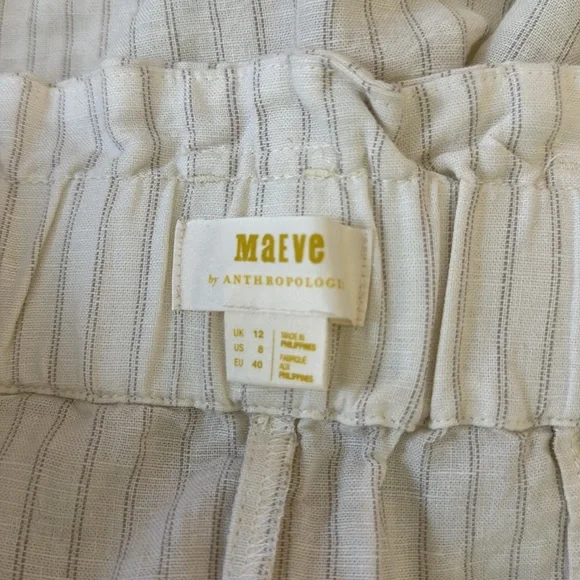 MaEve
by ANTHROPOLOGI
UK 12
US 8
EU 40
MADE IN
PHILIPPINES
FABRIQUÉ
AUX
PHILIPPINES